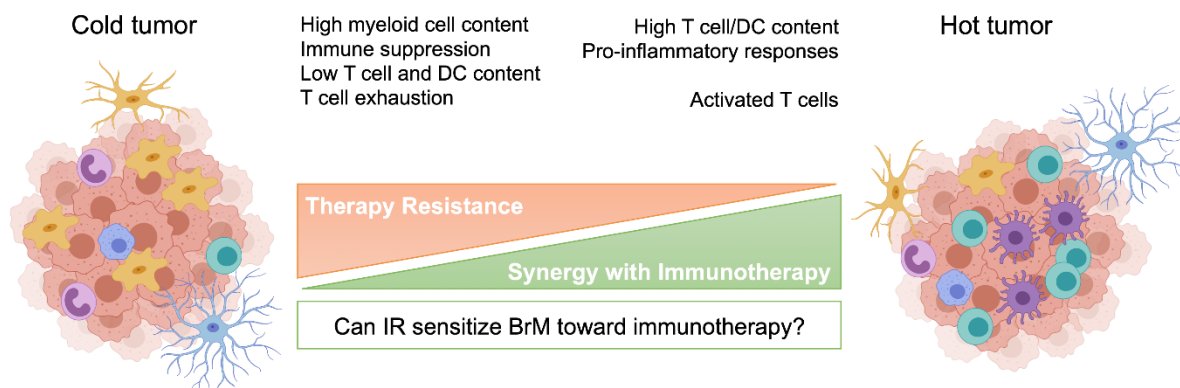 Cold tumor
High myeloid cell content
Immune suppression
Low T cell and DC content
T cell exhaustion
High T cell/DC content
Pro-inflammatory responses
Activated T cells
Hot tumor
Therapy Resistance
Synergy with Immunotherapy
Can IR sensitize BrM toward immunotherapy?